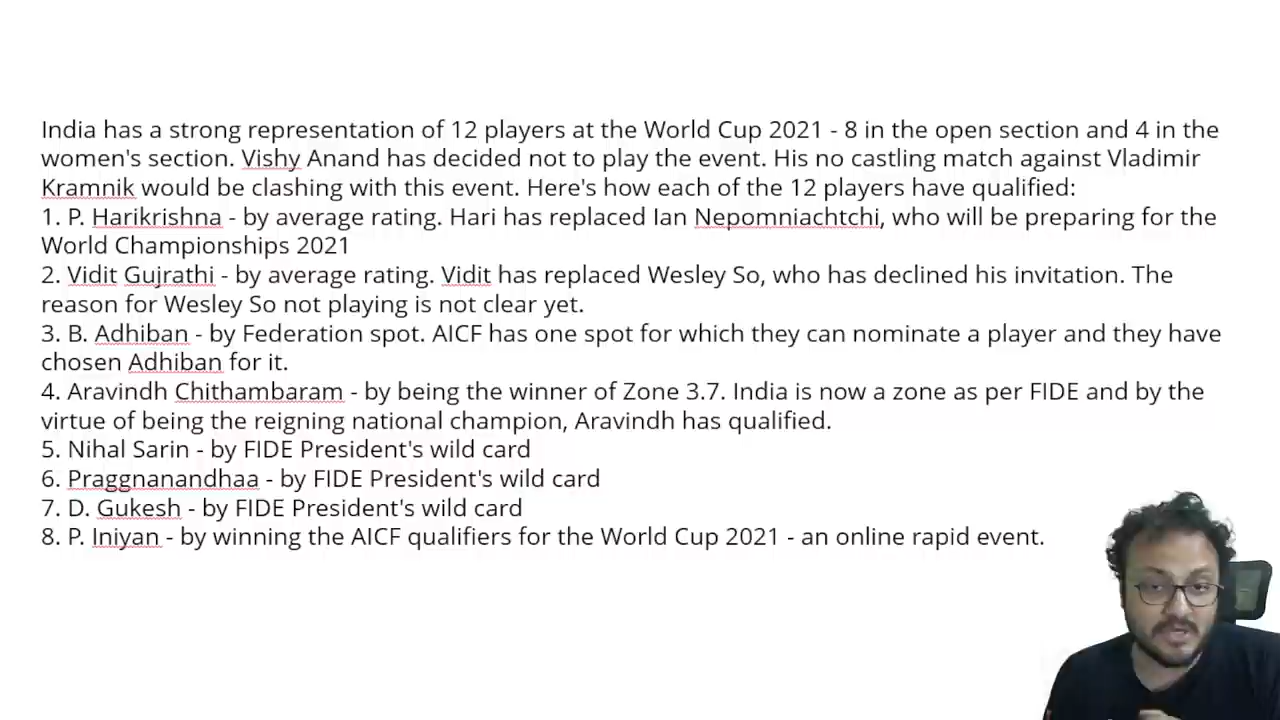 India has a strong representation of 12 players at the World Cup 2021 - 8 in the open section and 4 in the
women's section. Vishy Anand has decided not to play the event. His no castling match against Vladimir
Kramnik would be clashing with this event. Here's how each of the 12 players have qualified:
1. P. Harikrishna - by average rating. Hari has replaced Ian Nepomniachtchi, who will be preparing for the
World Championships 2021
2. Vidit Gujrathi - by average rating. Vidit has replaced Wesley So, who has declined his invitation. The
reason for Wesley So not playing is not clear yet.
3. B. Adhiban - by Federation spot. AICF has one spot for which they can nominate a player and they have
chosen Adhiban for it.
4. Aravindh Chithambaram - by being the winner of Zone 3.7. India is now a zone as per FIDE and by the
virtue of being the reigning national champion, Aravindh has qualified.
5. Nihal Sarin - by FIDE President's wild card
6. Praggnanandhaa - by FIDE President's wild card
7. D. Gukesh - by FIDE President's wild card
8. P. Iniyan - by winning the AICF qualifiers for the World Cup 2021 - an online rapid event.